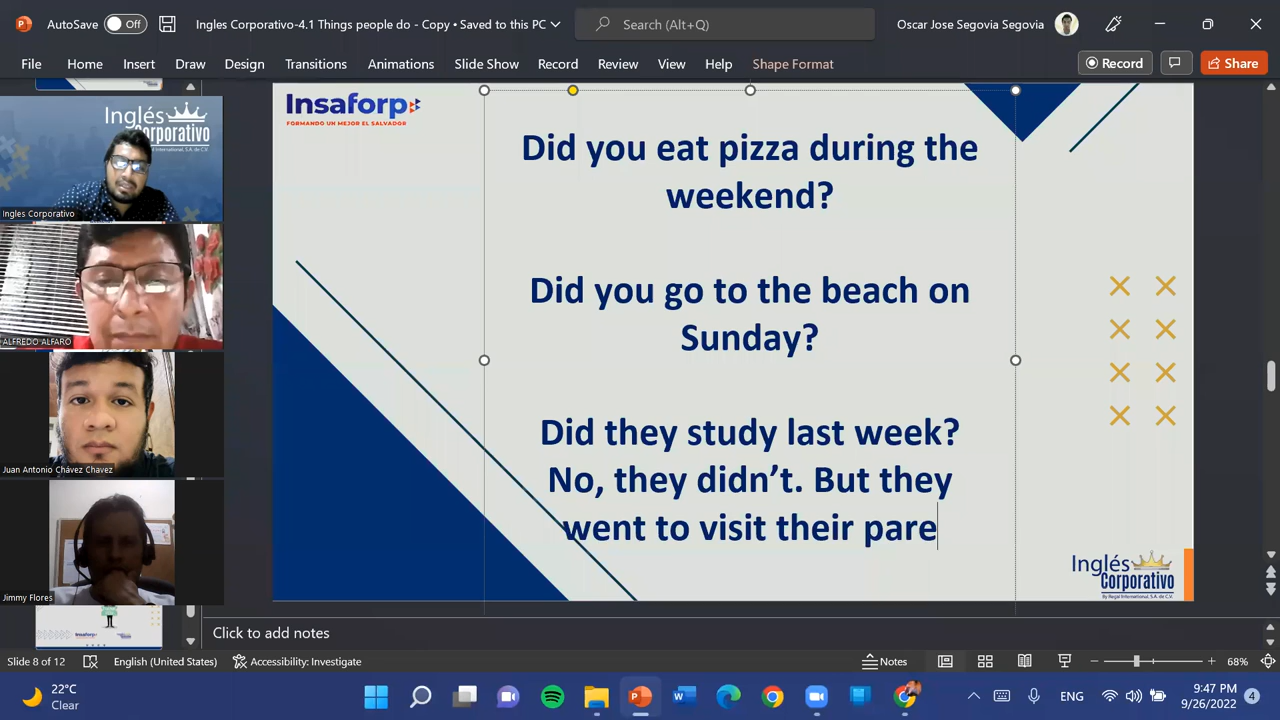 AutoSave Off
Ingles Corporativo-4.1 Things people do - Copy • Saved to this PC
Search (Alt+Q)
Oscar Jose Segovia Segovia
File Home Insert Draw Design Transitions Animations Slide Show Record Review View Help Shape Format
Record
Share
Insaforp
FORMANDO UN MEJOR EL SALVADOR
Did you eat pizza during the
weekend?
Did you go to the beach on
Sunday?
Did they study last week?
No, they didn’t. But they
went to visit their pare
Inglés
Corporativo
By Regal International, S.A. de C.V.
Inglés
Corporativo
Ingles Corporativo
ALFREDO ALFARO
Juan Antonio Chávez Chavez
Jimmy Flores
Click to add notes
Slide 8 of 12
English (United States)
Accessibility: Investigate
Notes
68%
22°C
Clear
ENG
9:47 PM
9/26/2022
4